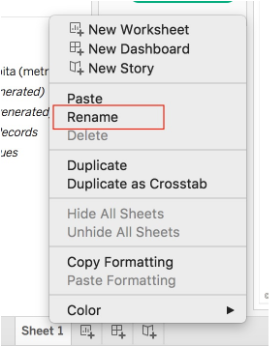 New Worksheet
New Dashboard
New Story
Paste
Rename
Delete
Duplicate
Duplicate as Crosstab
Hide All Sheets
Unhide All Sheets
Copy Formatting
Paste Formatting
Color
pita (metr
nerated)
enerated)
Records
ues
Sheet 1